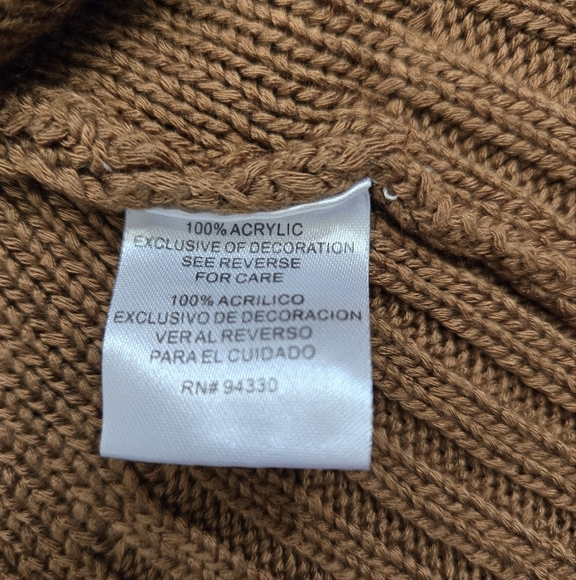 100% ACRYLIC
EXCLUSIVE OF DECORATION
SEE REVERSE
FOR CARE
100% ACRILICO
EXCLUSIVO DE DECORACION
VER AL REVERSO
PARA EL CUIDADO
RN# 94330